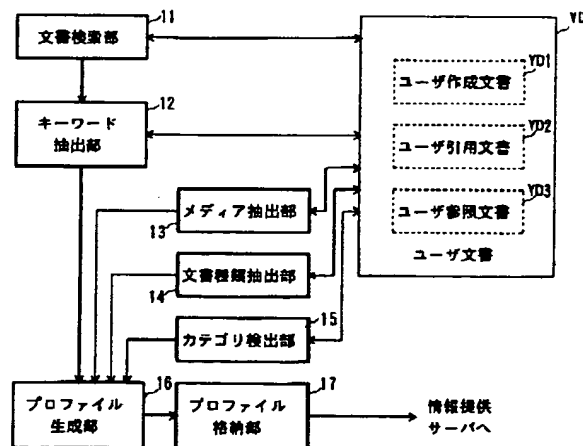 11
文書検索部
YD
YD1
ユーザ作成文書
12
キーワード
抽出部
YD2
ユーザ引用文書
YD3
メディア抽出部
ユーザ参照文書
13
ユーザ文書
文書種類抽出部
14
15
カテゴリ検出部
16
17
プロファイル
生成部
プロファイル
格納部
情報提供
サーバへ